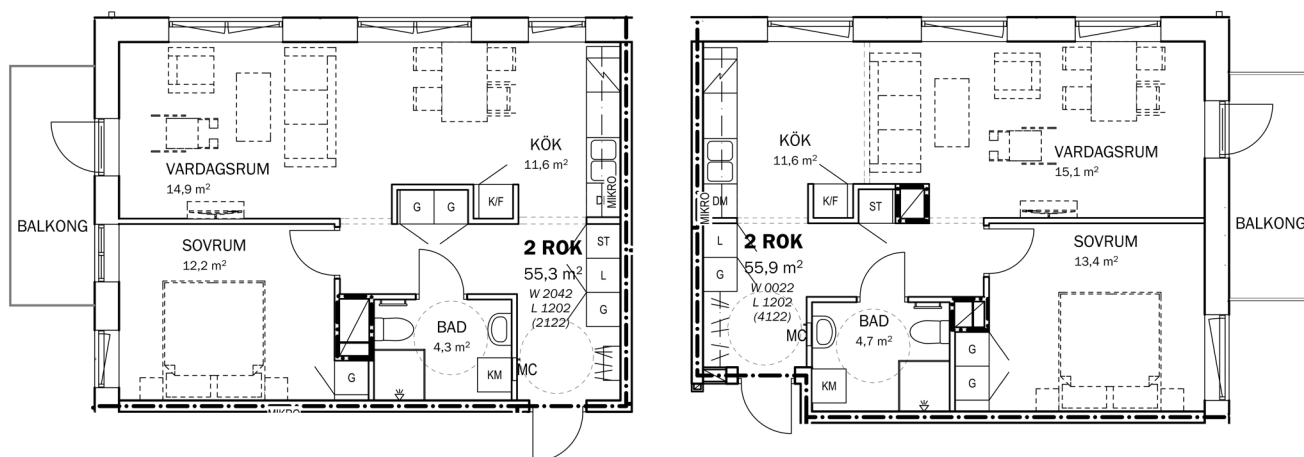 BALKONG
VARDAGSRUM
14,9 m²
KÖK
11,6 m²
MIKRO
G
G
K/F
SOVRUM
12,2 m²
2 ROK
55,3 m²
W 2042
L 1202
(2122)
ST
L
G
BAD
4,3 m²
KM
MC
G
MIKRO
KÖK
11,6 m²
MIKRO
DM
K/F
ST
VARDAGSRUM
15,1 m²
BALKONG
L
G
2 ROK
55,9 m²
W 0022
L 1202
(4122)
MC
BAD
4,7 m²
KM
G
G
SOVRUM
13,4 m²